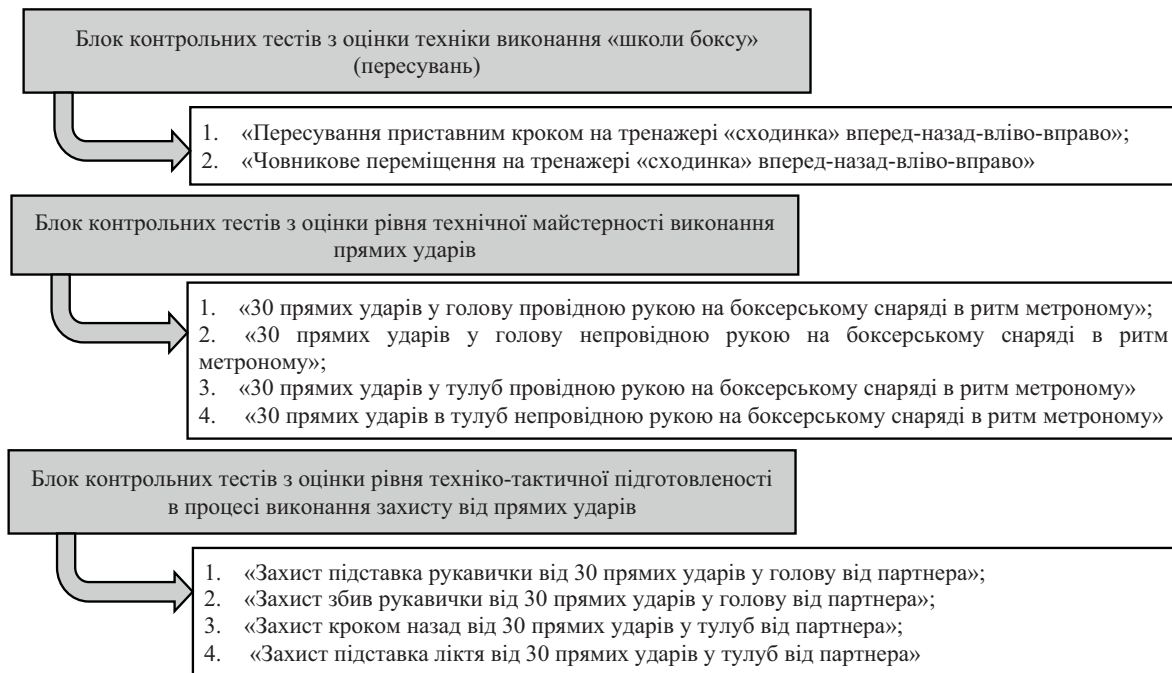 Блок контрольних тестів з оцінки техніки виконання «школи боксу»
(пересувань)
1. «Пересування приставним кроком на тренажері «сходинка» вперед-назад-вліво-вправо»;
2. «Човникове переміщення на тренажері «сходинка» вперед-назад-вліво-вправо»
Блок контрольних тестів з оцінки рівня технічної майстерності виконання
прямих ударів
1. «30 прямих ударів у голову провідною рукою на боксерському снаряді в ритм метроному»;
2. «30 прямих ударів у голову непровідною рукою на боксерському снаряді в ритм
метроному»;
3. «30 прямих ударів у тулуб провідною рукою на боксерському снаряді в ритм метроному»
4. «30 прямих ударів в тулуб непровідною рукою на боксерському снаряді в ритм метроному»
Блок контрольних тестів з оцінки рівня техніко-тактичної підготовленості
в процесі виконання захисту від прямих ударів
1. «Захист підставка рукавички від 30 прямих ударів у голову від партнера»;
2. «Захист збив рукавички від 30 прямих ударів у голову від партнера»;
3. «Захист кроком назад від 30 прямих ударів у тулуб від партнера»;
4. «Захист підставка ліктя від 30 прямих ударів у тулуб від партнера»